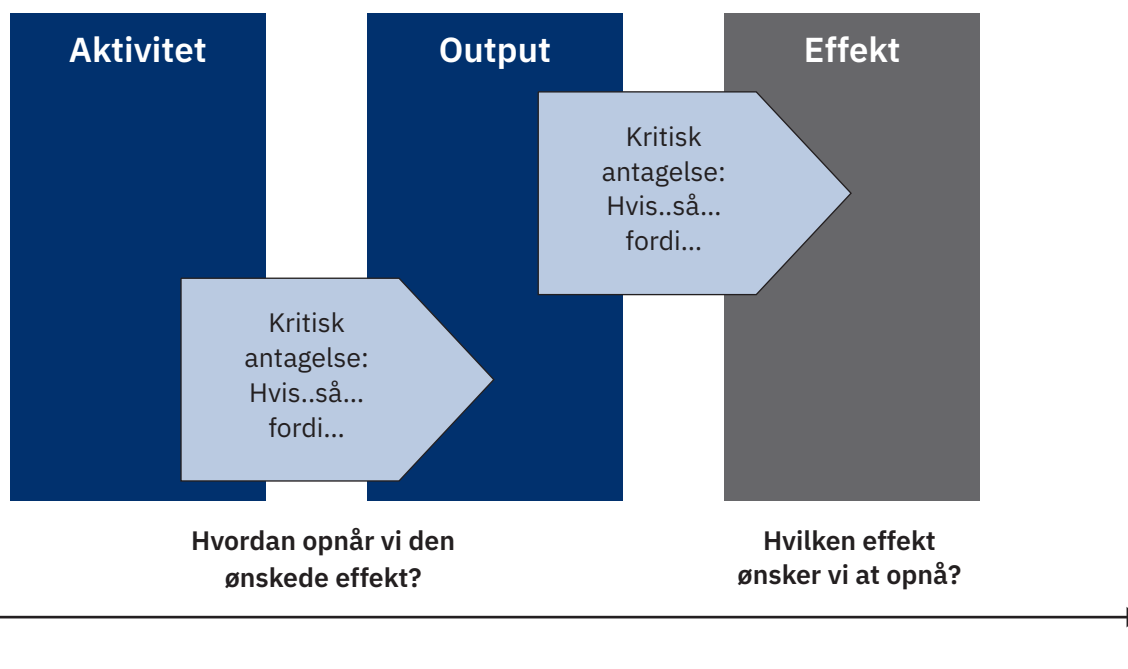 Aktivitet
Output
Effekt
Kritisk
antagelse:
Hvis..så...
fordi...
Kritisk
antagelse:
Hvis..så...
fordi...
Hvordan opnår vi den
ønskede effekt?
Hvilken effekt
ønsker vi at opnå?